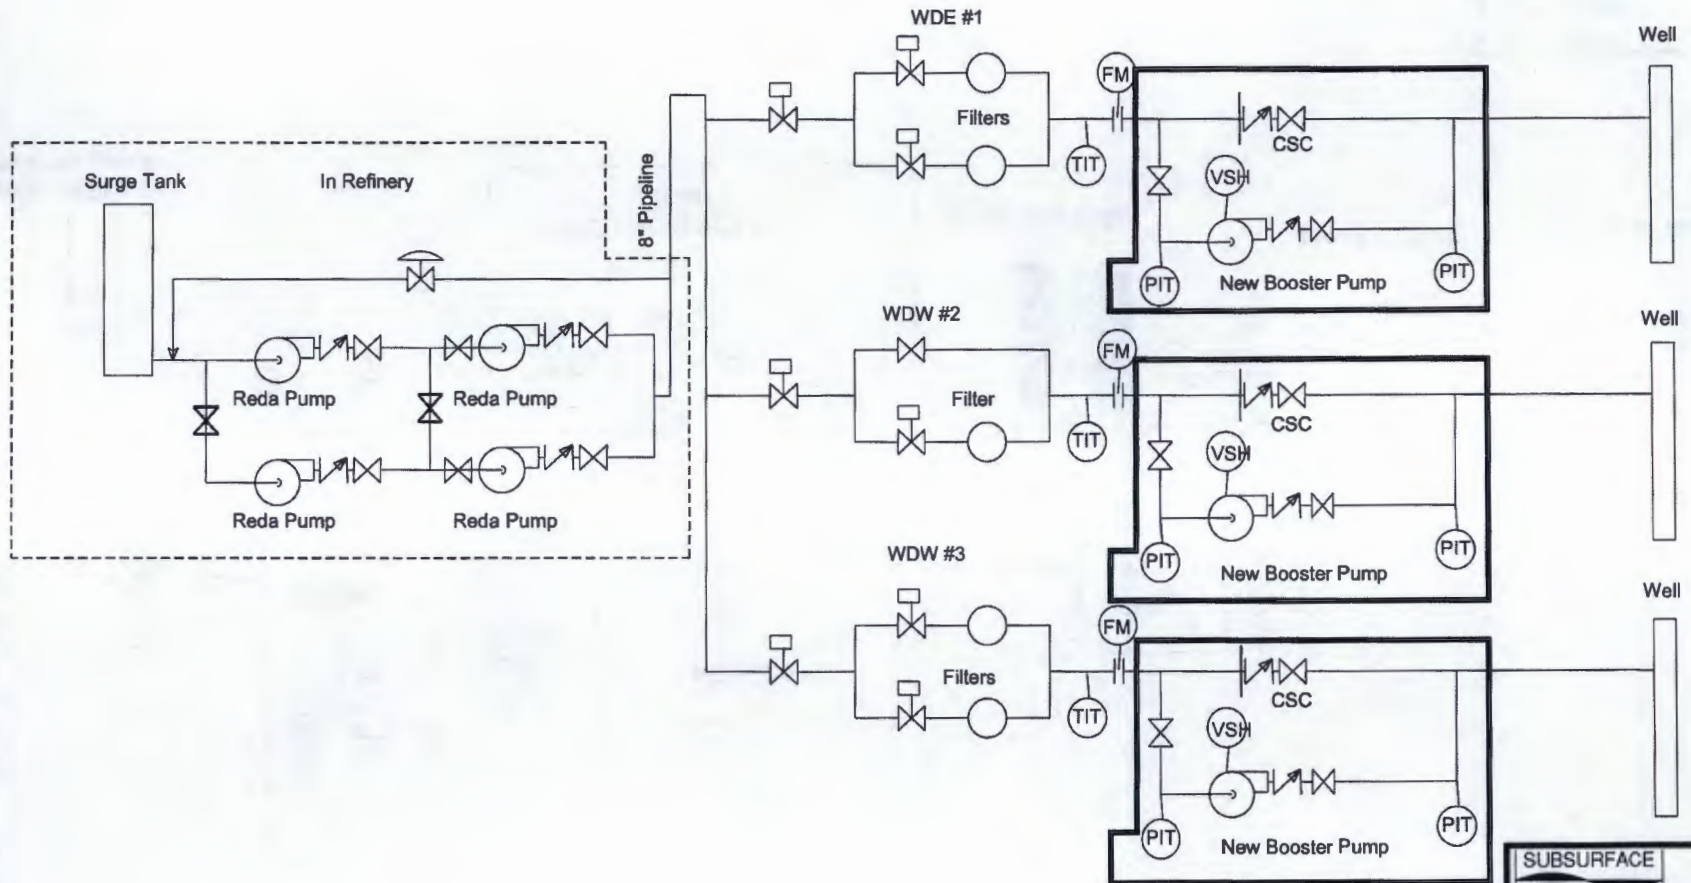 WDE #1
Well
FM
8" Pipeline
Filters
CSC
TIT
Surge Tank
In Refinery
VSH
PIT
New Booster Pump
PIT
WDW #2
Well
FM
Reda Pump
Reda Pump
Filter
CSC
TIT
VSH
Reda Pump
Reda Pump
PIT
New Booster Pump
PIT
WDW #3
Well
FM
Filters
CSC
TIT
VSH
PIT
New Booster Pump
PIT
SUBSURFACE